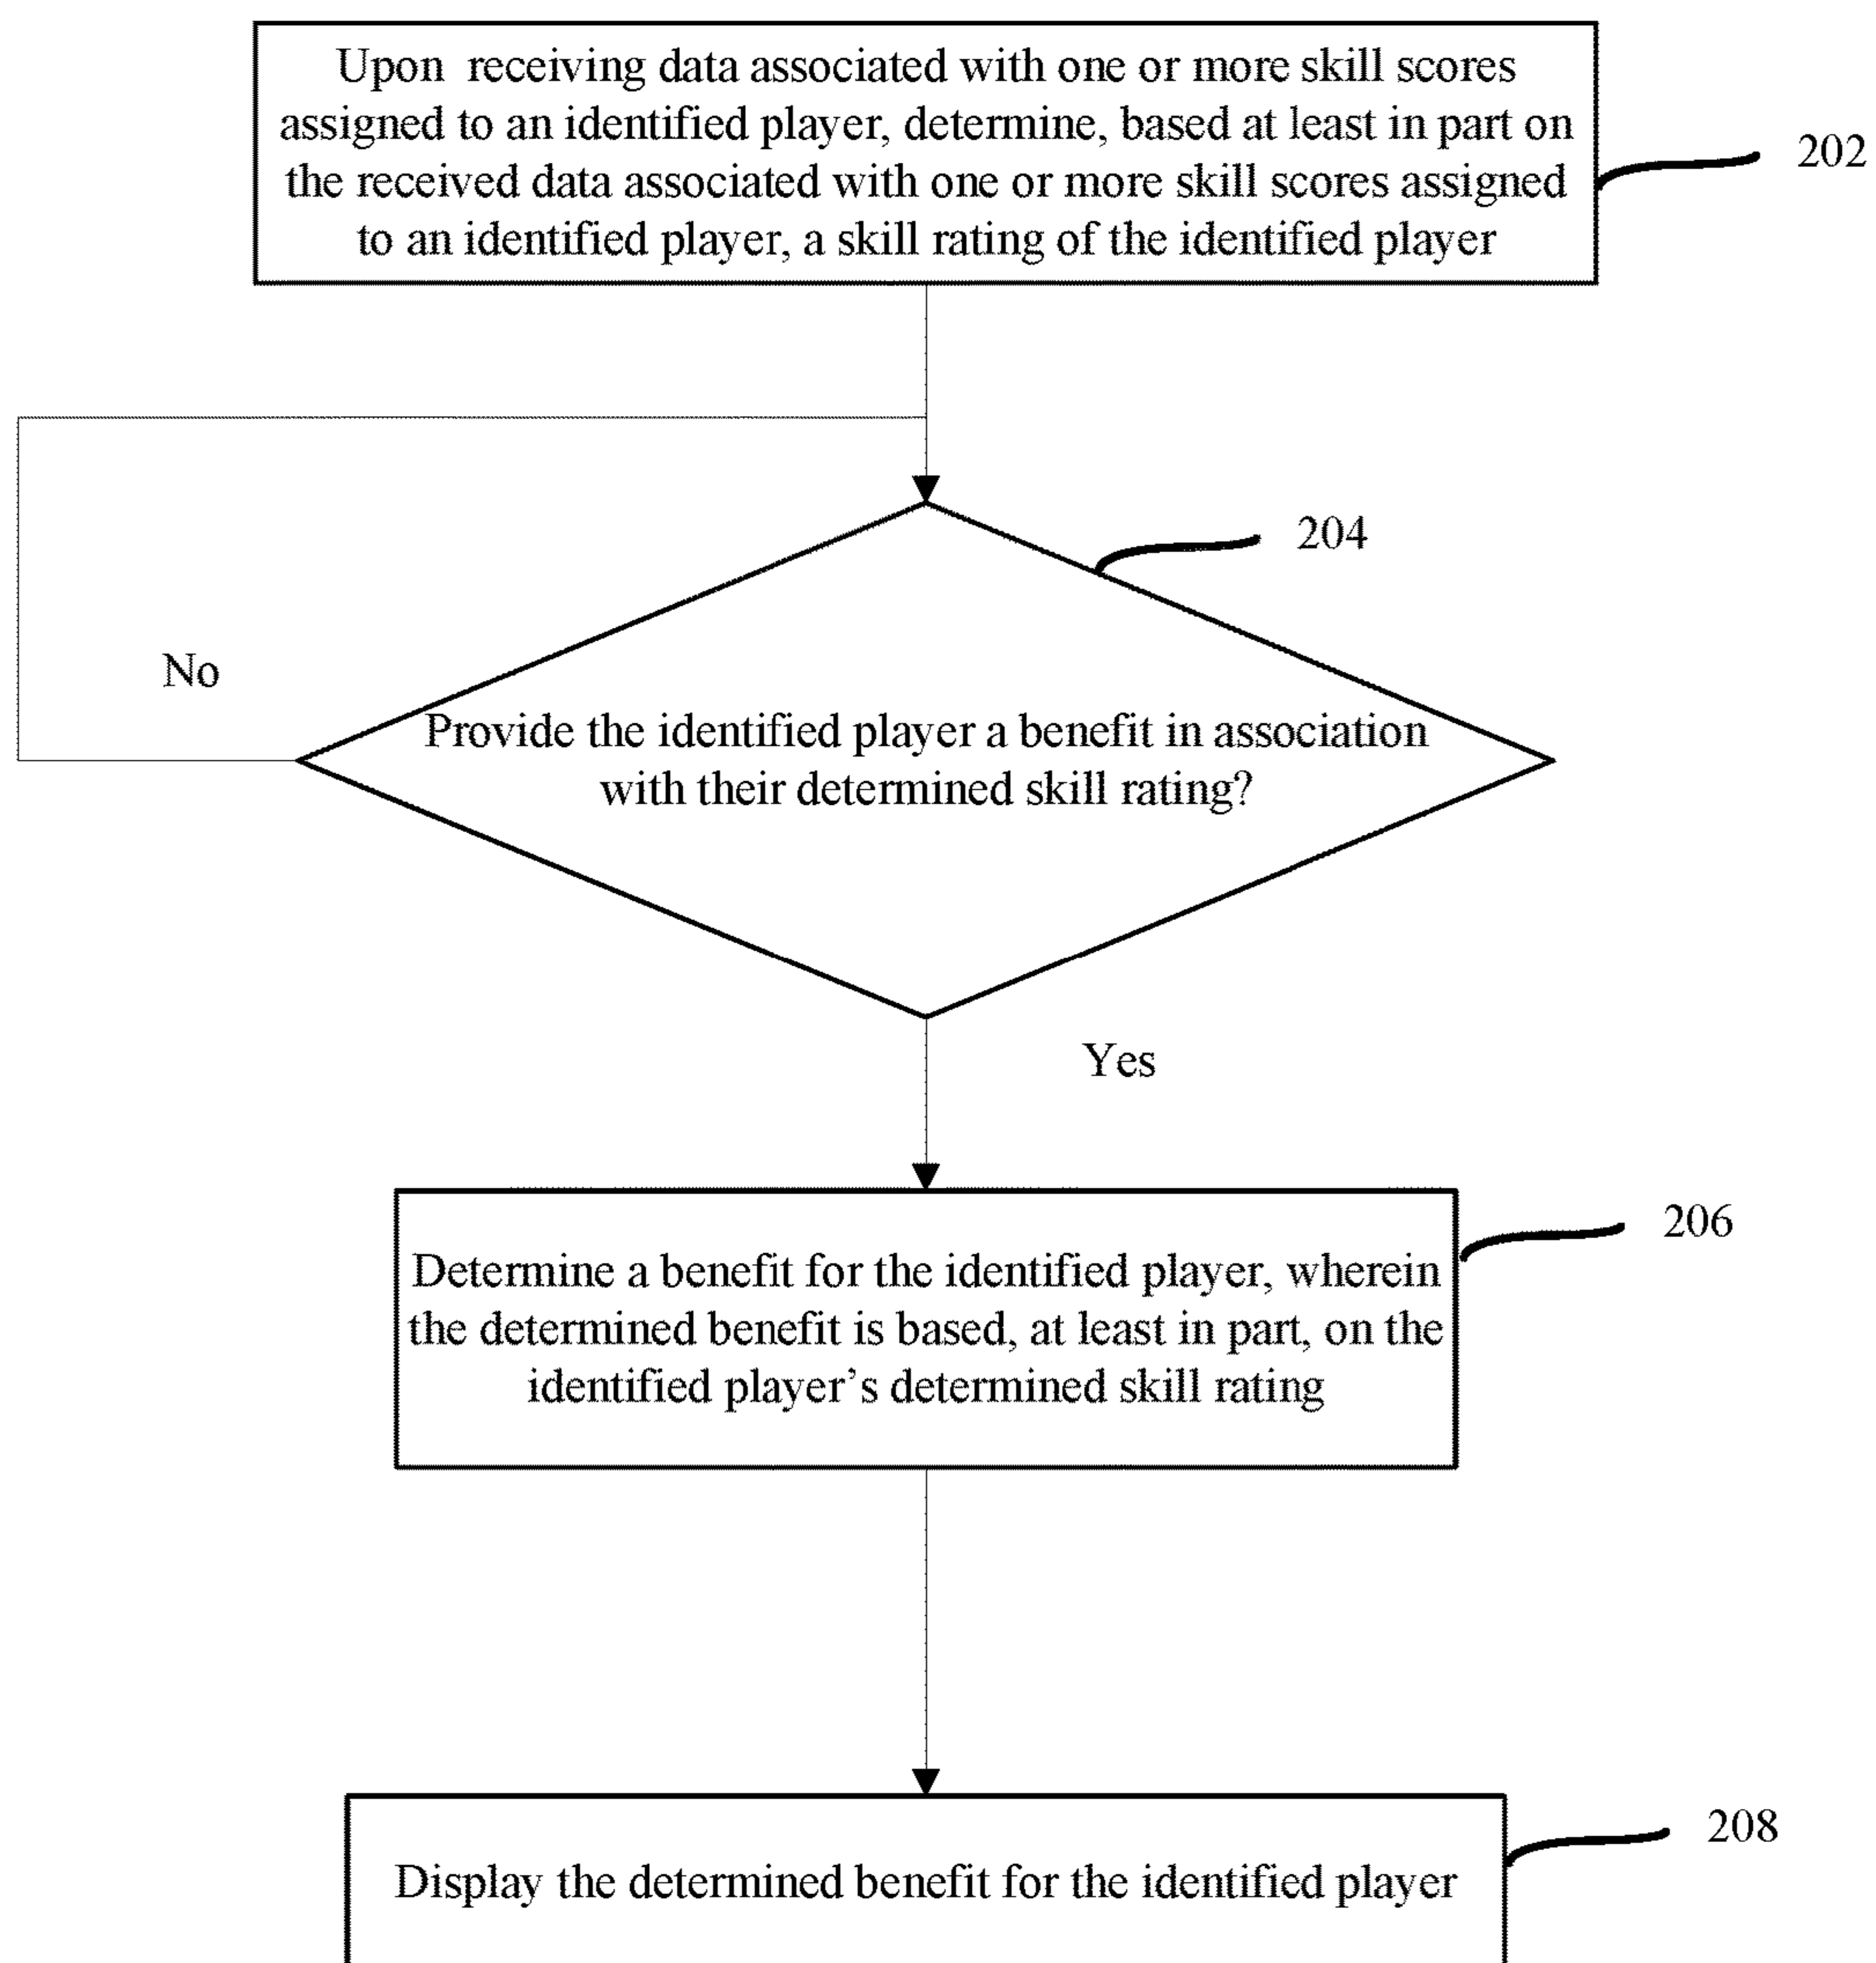 Upon receiving data associated with one or more skill scores
assigned to an identified player, determine, based at least in part on
the received data associated with one or more skill scores assigned
to an identified player, a skill rating of the identified player
202
204
No
Provide the identified player a benefit in association
with their determined skill rating?
Yes
206
Determine a benefit for the identified player, wherein
the determined benefit is based, at least in part, on the
identified player’s determined skill rating
208
Display the determined benefit for the identified player